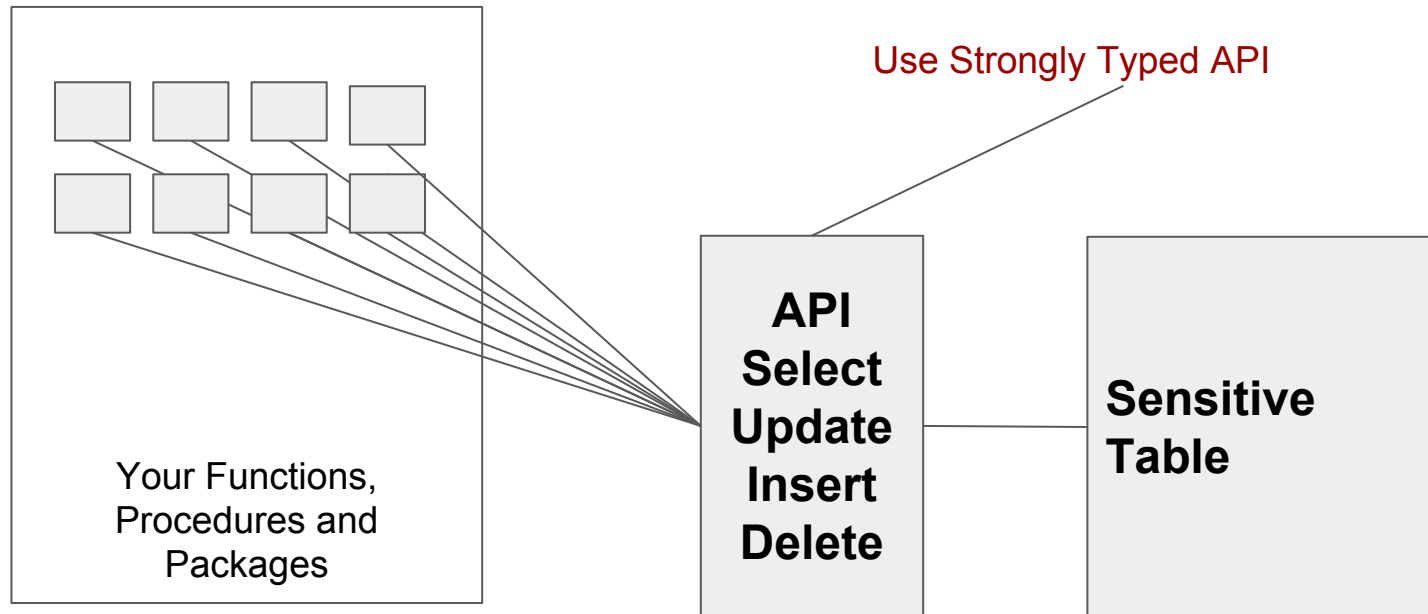 Use Strongly Typed API
API
Select
Update
Insert
Delete
Sensitive
Table
Your Functions,
Procedures and
Packages